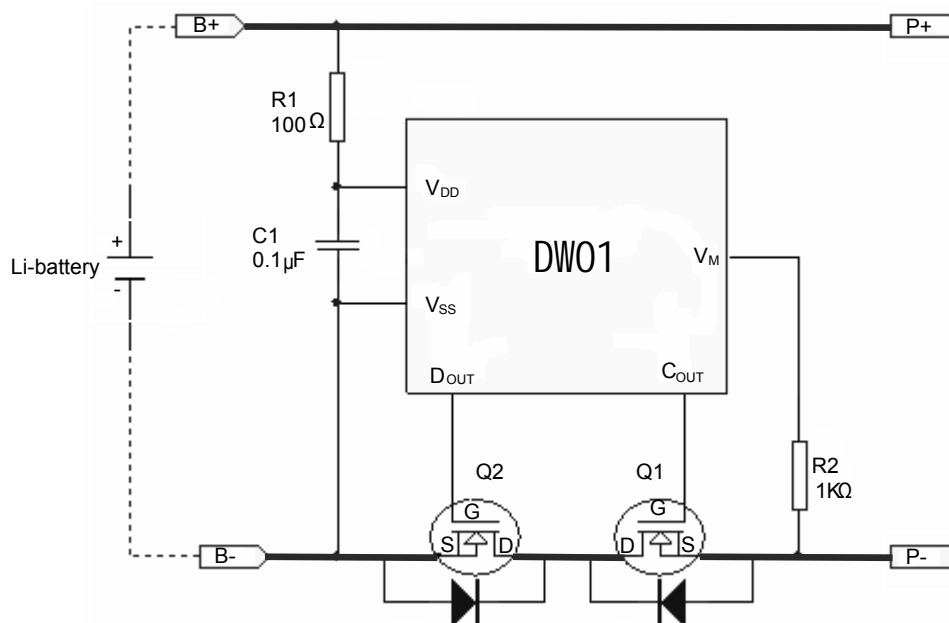 B+
P+
R1
100Ω
VDD
C1
0.1µF
DW01
VM
Li-battery
+
-
VSS
DOUT
COUT
Q2
Q1
R2
1KΩ
G
G
S
D
D
S
B-
P-